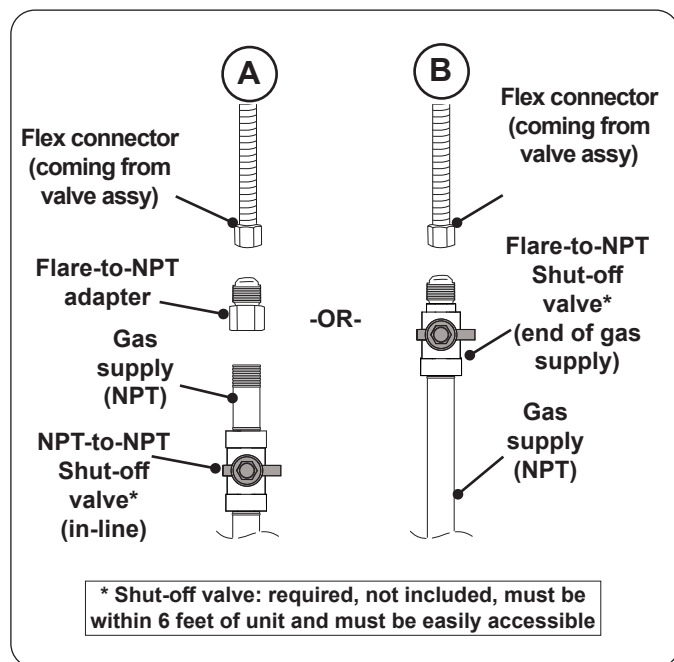 A
B
Flex connector
(coming from
valve assy)
Flare-to-NPT
adapter
Gas
supply
(NPT)
NPT-to-NPT
Shut-off
valve*
(in-line)
-OR-
Flex connector
(coming from
valve assy)
Flare-to-NPT
Shut-off
valve*
(end of gas
supply)
Gas
supply
(NPT)
* Shut-off valve: required, not included, must be
within 6 feet of unit and must be easily accessible